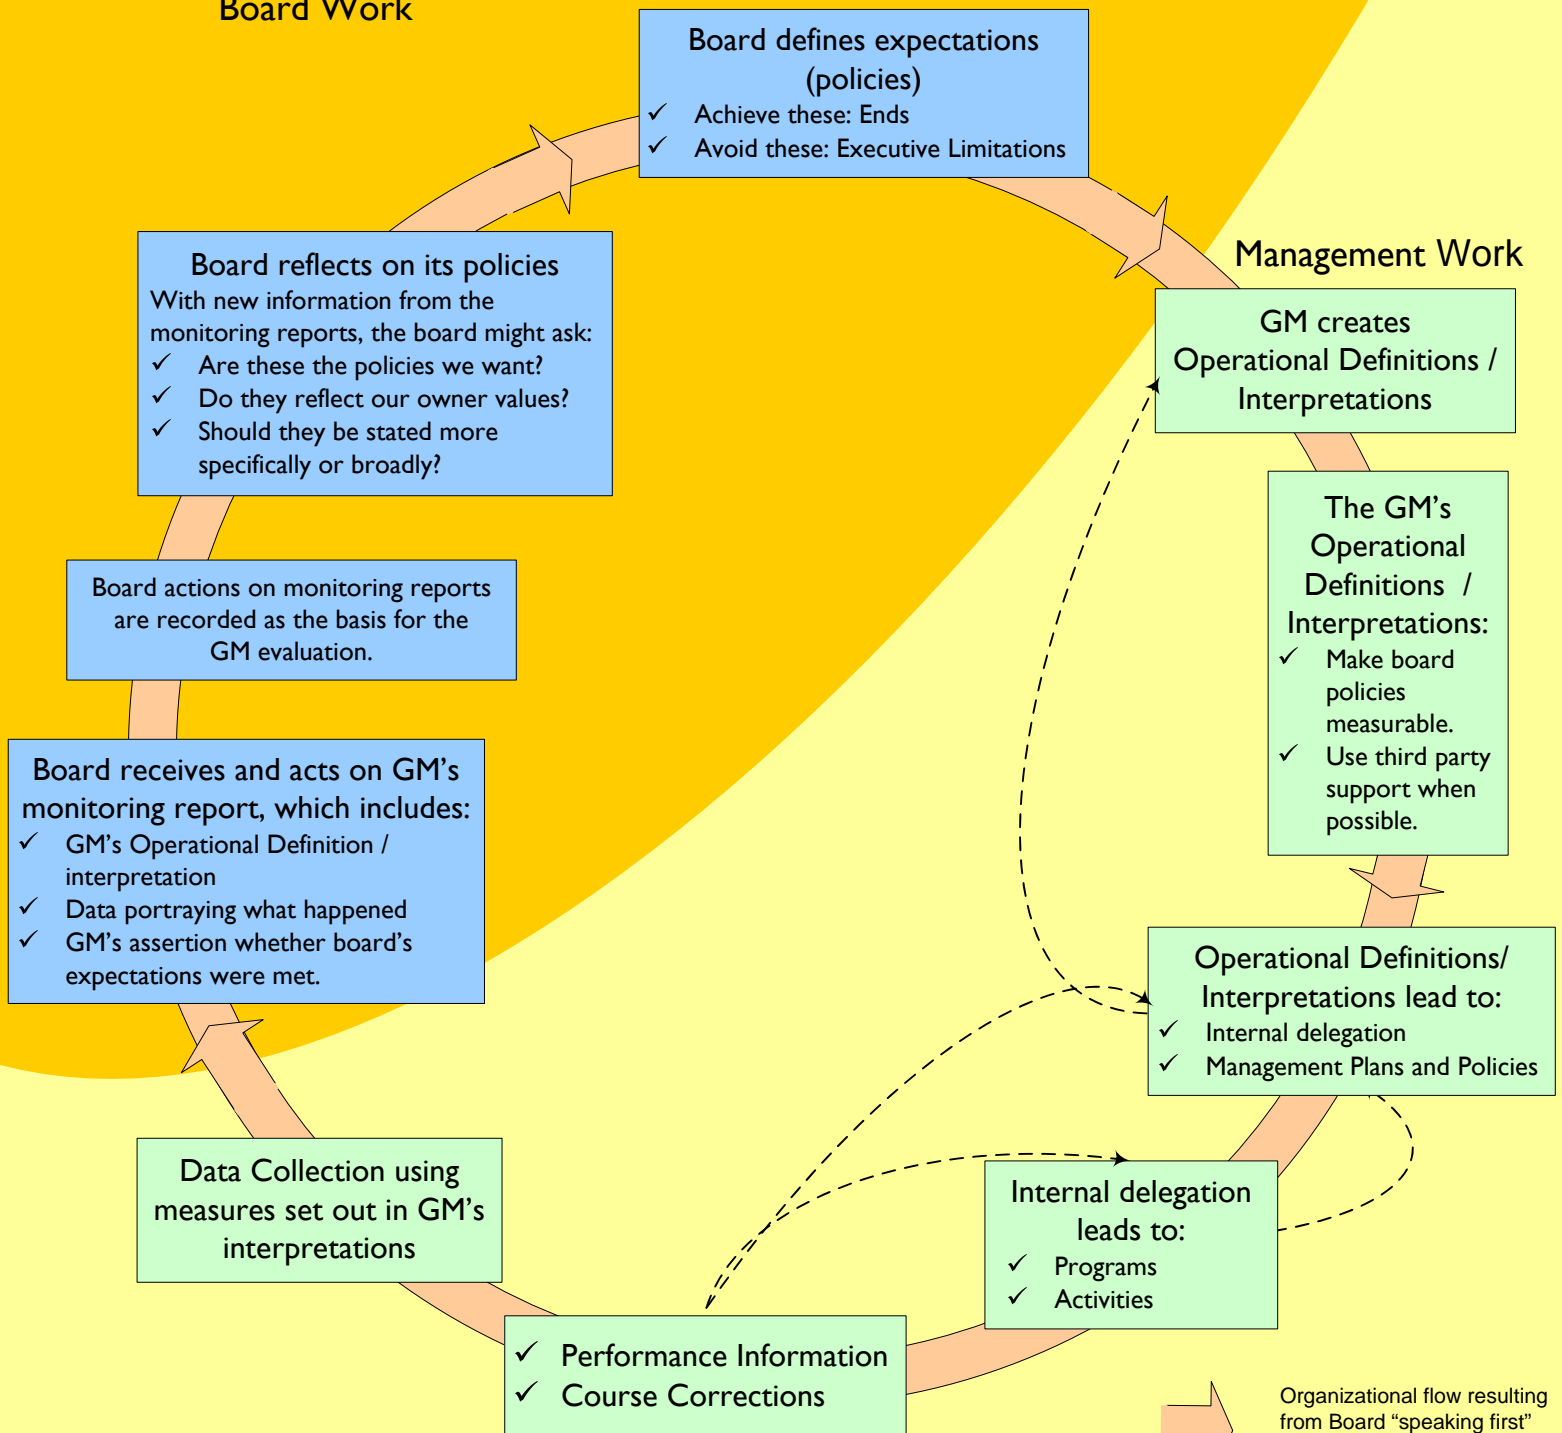 Board Work
Board defines expectations
(policies)
✓ Achieve these: Ends
✓ Avoid these: Executive Limitations
Management Work
GM creates
Operational Definitions /
Interpretations
The GM's
Operational
Definitions /
Interpretations:
✓ Make board
policies
measurable.
✓ Use third party
support when
possible.
Operational Definitions/
Interpretations lead to:
✓ Internal delegation
✓ Management Plans and Policies
Internal delegation
leads to:
✓ Programs
✓ Activities
✓ Performance Information
✓ Course Corrections
Data Collection using
measures set out in GM's
interpretations
Board receives and acts on GM's
monitoring report, which includes:
✓ GM's Operational Definition /
interpretation
✓ Data portraying what happened
✓ GM's assertion whether board's
expectations were met.
Board actions on monitoring reports
are recorded as the basis for the
GM evaluation.
Board reflects on its policies
With new information from the
monitoring reports, the board might ask:
✓ Are these the policies we want?
✓ Do they reflect our owner values?
✓ Should they be stated more
specifically or broadly?
Organizational flow resulting
from Board “speaking first”